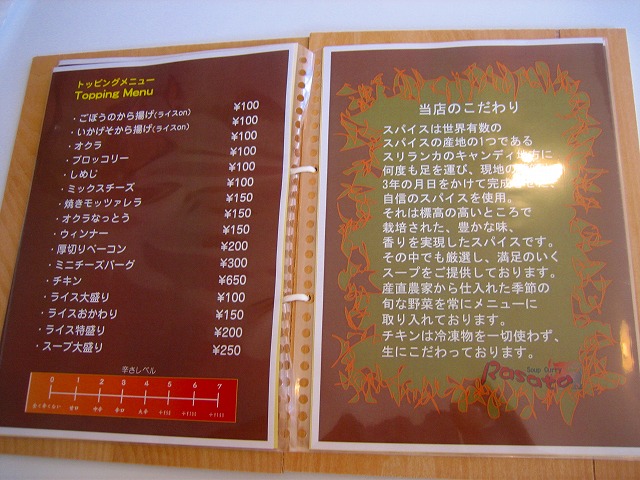 トッピングメニュー
Topping Menu
・ごぼうのから揚げ(ライスon) ¥100
・いかげそから揚げ(ライスon) ¥100
・オクラ ¥100
・ブロッコリー ¥100
・しめじ ¥100
・ミックスチーズ ¥100
・焼きモッツァレラ ¥150
・オクラなっとう ¥150
・ウィンナー ¥150
・厚切りベーコン ¥200
・ミニチーズバーグ ¥300
・チキン ¥650
・ライス大盛り ¥100
・ライスおかわり ¥150
・ライス特盛り ¥200
・スープ大盛り ¥250
辛さレベル
0 1 2 3 4 5 6 7
当店のこだわり
スパイスは世界有数の
スパイスの産地の1つである
スリランカのキャンディ地方に
何度も足を運び、現地の
3年の月日をかけて完成
自信のスパイスを使用。
それは標高の高いところで
栽培された、豊かな味、
香りを実現したスパイスです。
その中でも厳選し、満足のいく
スープをご提供しております。
産直農家から仕入れた季節の
旬な野菜を常にメニューに
取り入れております。
チキンは冷凍物を一切使わず、
生にこだわっております。
Soup Curry
Rasata